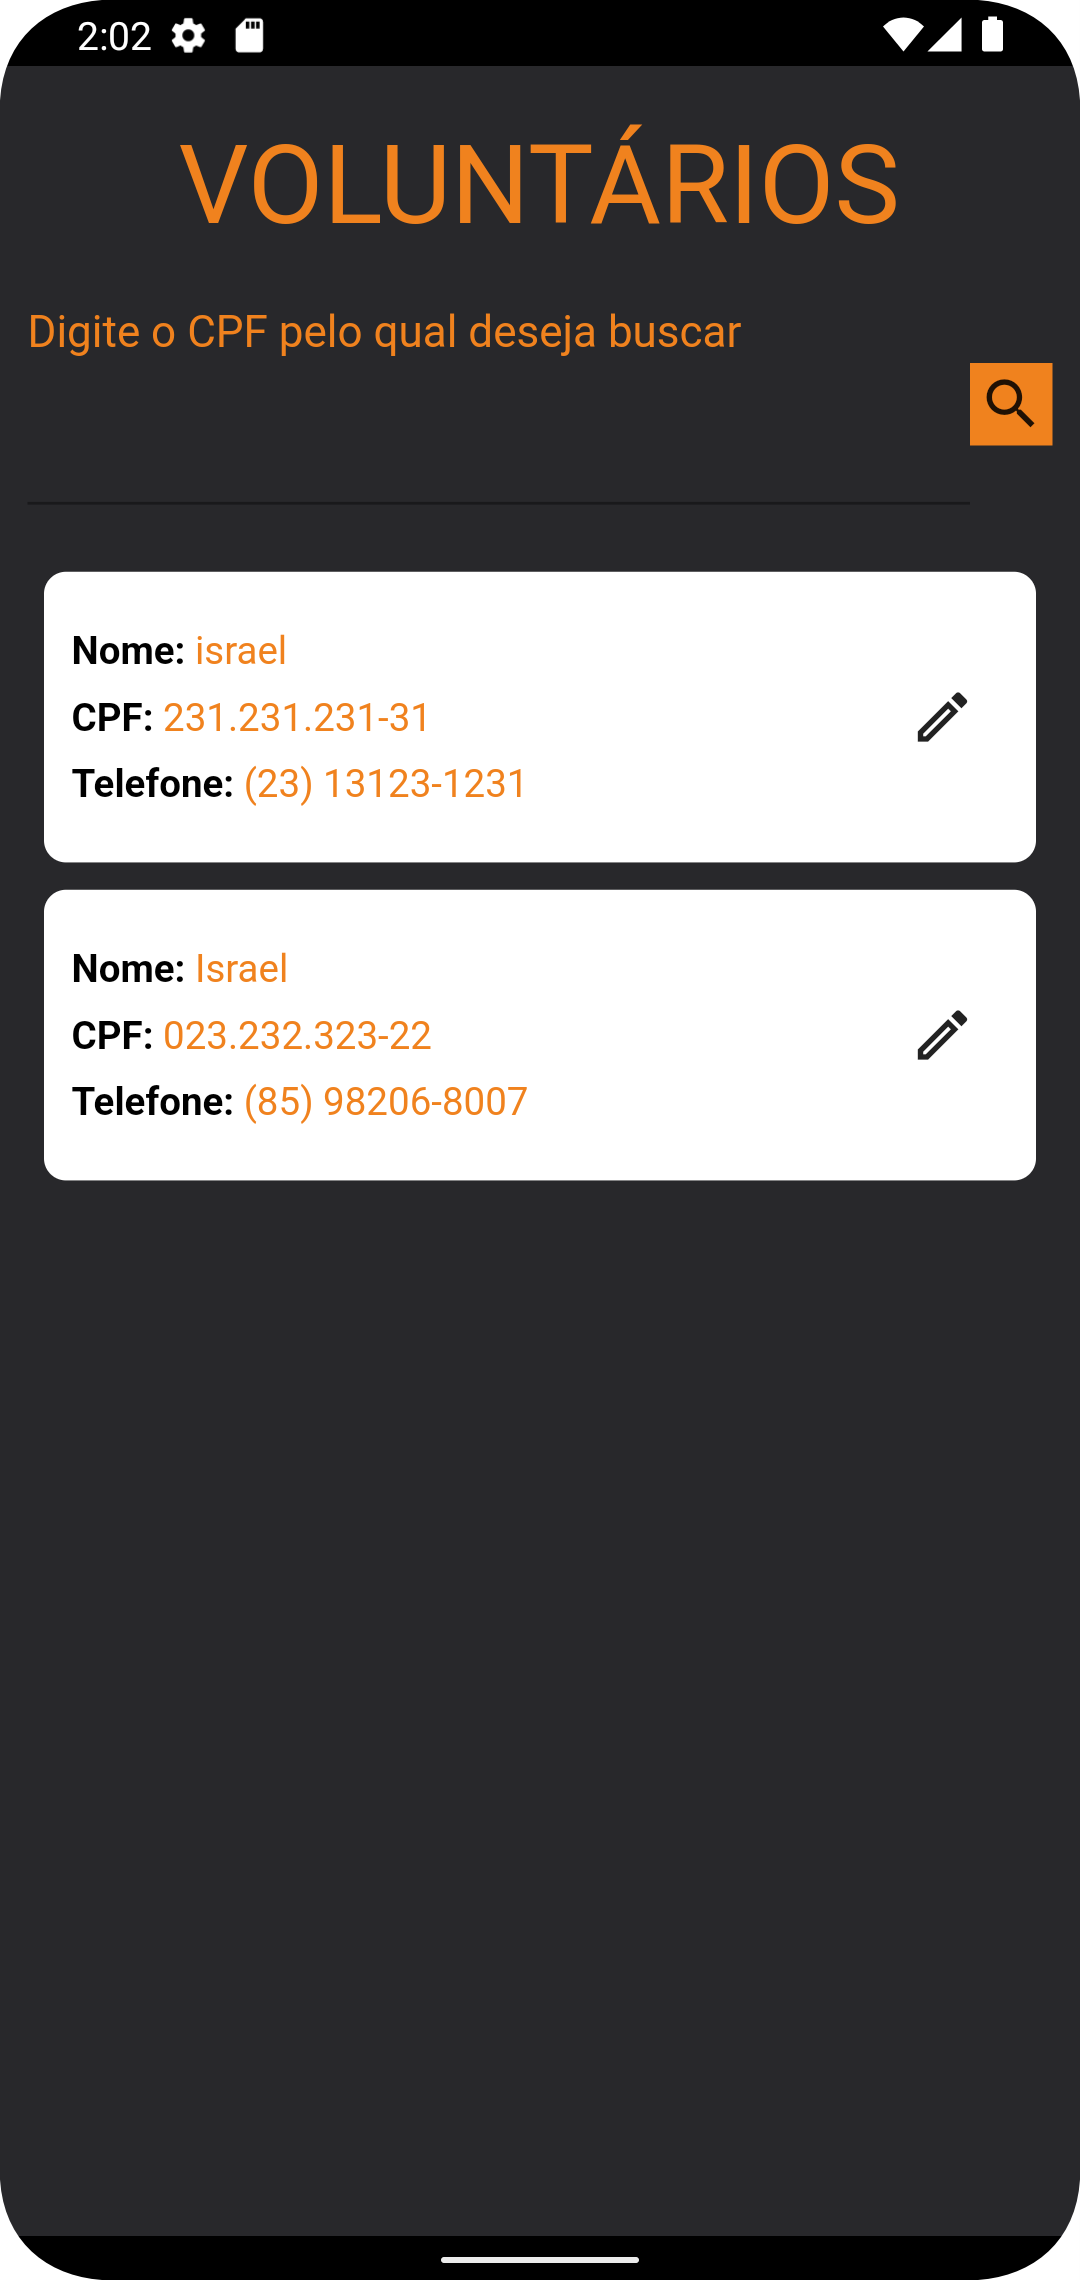 2:02
VOLUNTÁRIOS
Digite o CPF pelo qual deseja buscar
Nome: israel
CPF: 231.231.231-31
Telefone: (23) 13123-1231
Nome: Israel
CPF: 023.232.323-22
Telefone: (85) 98206-8007